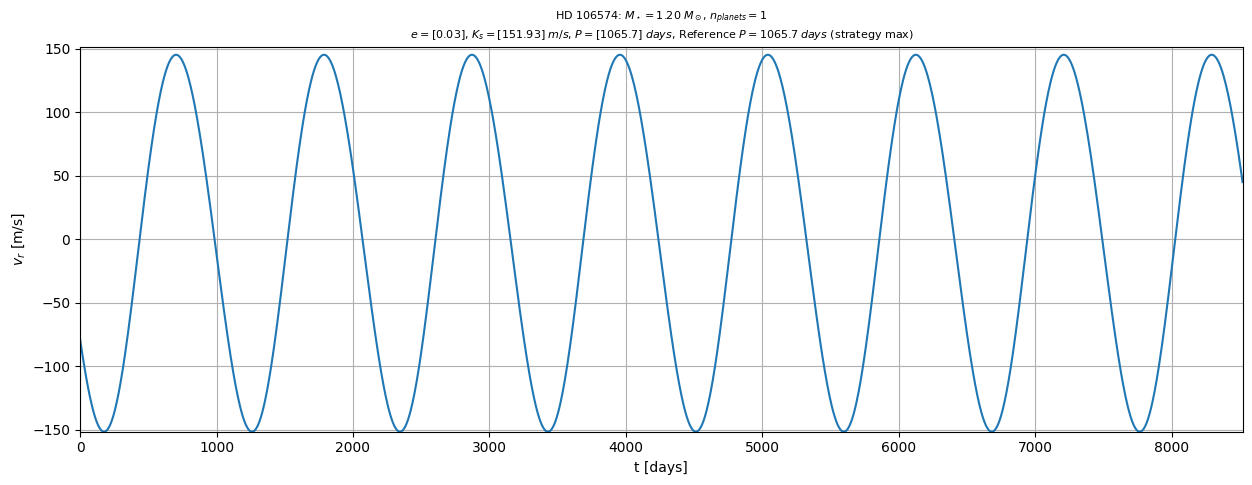 HD 106574: M⋆ = 1.20 M⊙, nplanets = 1
e = [0.03], Ks = [151.93] m/s, P = [1065.7] days, Reference P = 1065.7 days (strategy max)
150
100
50
0
−50
−100
−150
vr [m/s]
0 1000 2000 3000 4000 5000 6000 7000 8000
t [days]